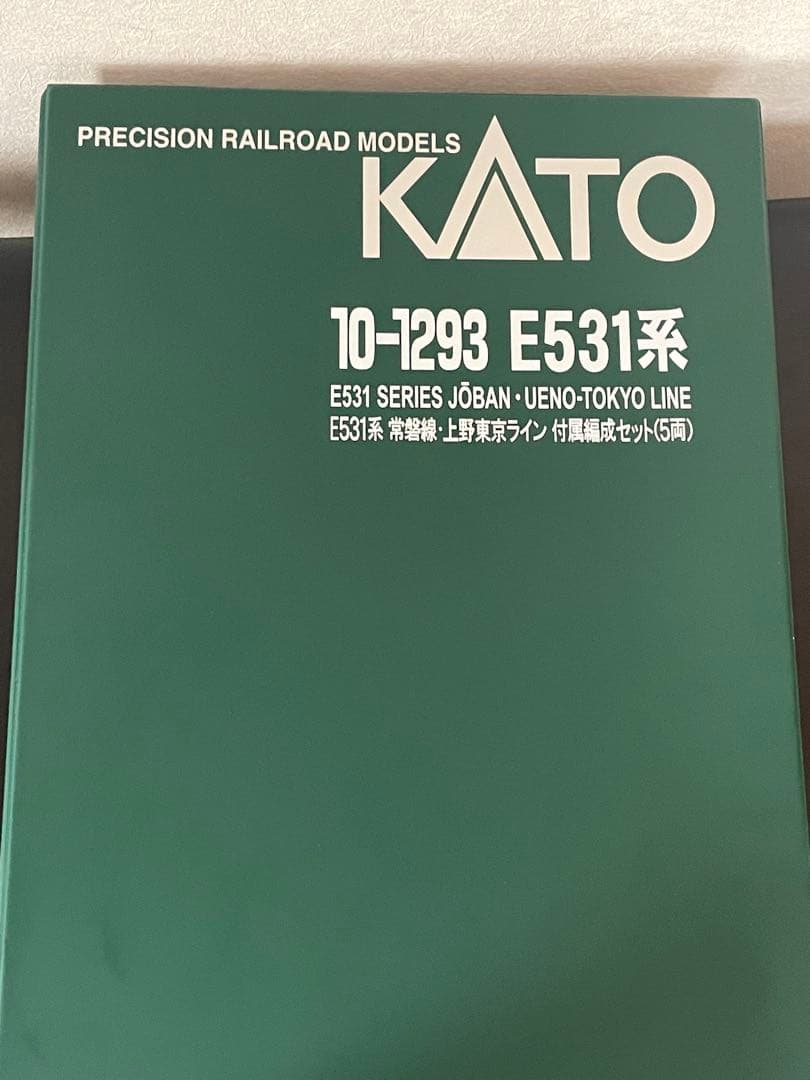 PRECISION RAILROAD MODELS
KATO
10-1293 E531系
E531 SERIES JŌBAN・UENO-TOKYO LINE
E531系 常磐線・上野東京ライン 付属編成セット(5両)